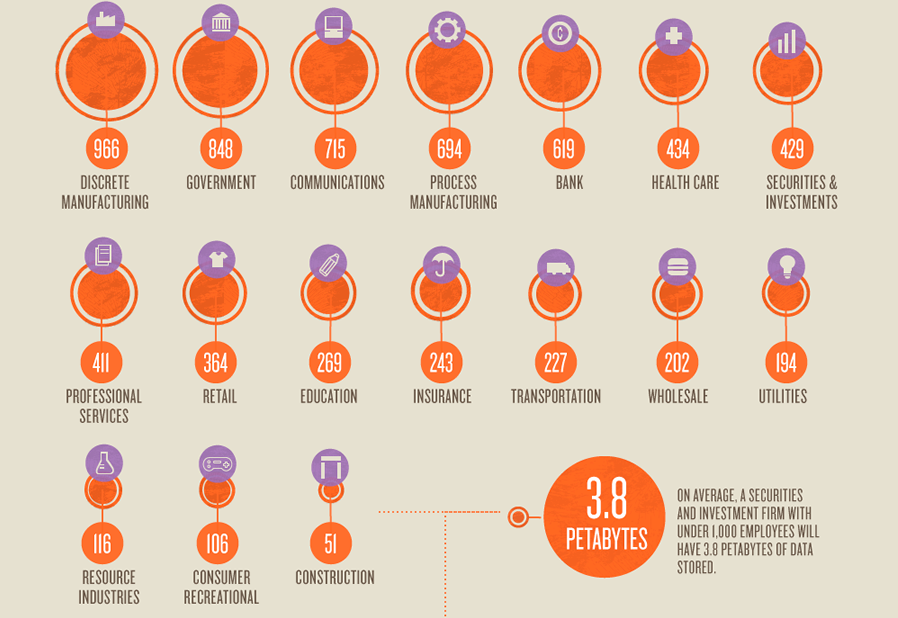 966
848
715
694
619
434
429
DISCRETE
MANUFACTURING
GOVERNMENT
COMMUNICATIONS
PROCESS
MANUFACTURING
BANK
HEALTH CARE
SECURITIES &
INVESTMENTS
411
364
269
243
227
202
194
PROFESSIONAL
SERVICES
RETAIL
EDUCATION
INSURANCE
TRANSPORTATION
WHOLESALE
UTILITIES
116
106
51
RESOURCE
INDUSTRIES
CONSUMER
RECREATIONAL
CONSTRUCTION
3.8
PETABYTES
ON AVERAGE, A SECURITIES
AND INVESTMENT FIRM WITH
UNDER 1,000 EMPLOYEES WILL
HAVE 3.8 PETABYTES OF DATA
STORED.